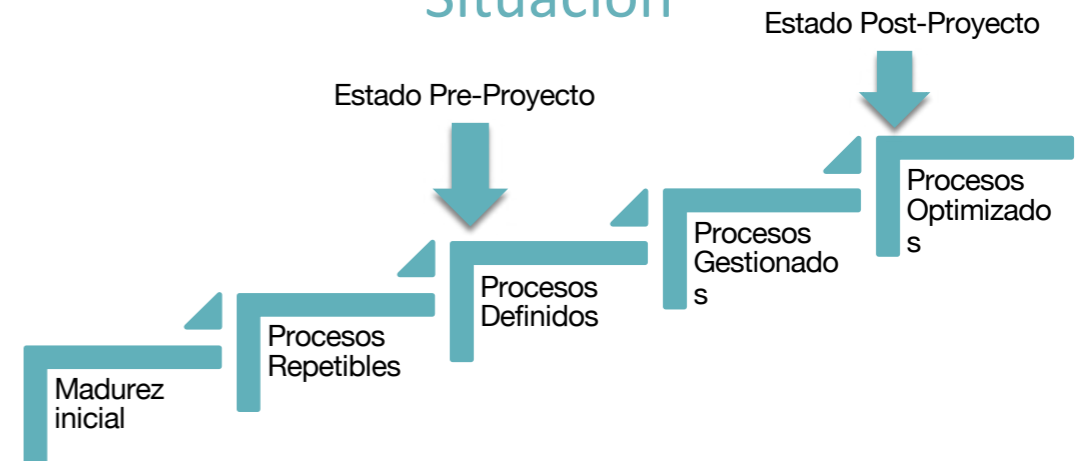 Situación
Estado Post-Proyecto
Estado Pre-Proyecto
Procesos
Optimizado
s
Procesos
Gestionado
s
Procesos
Definidos
Procesos
Repetibles
Madurez
inicial